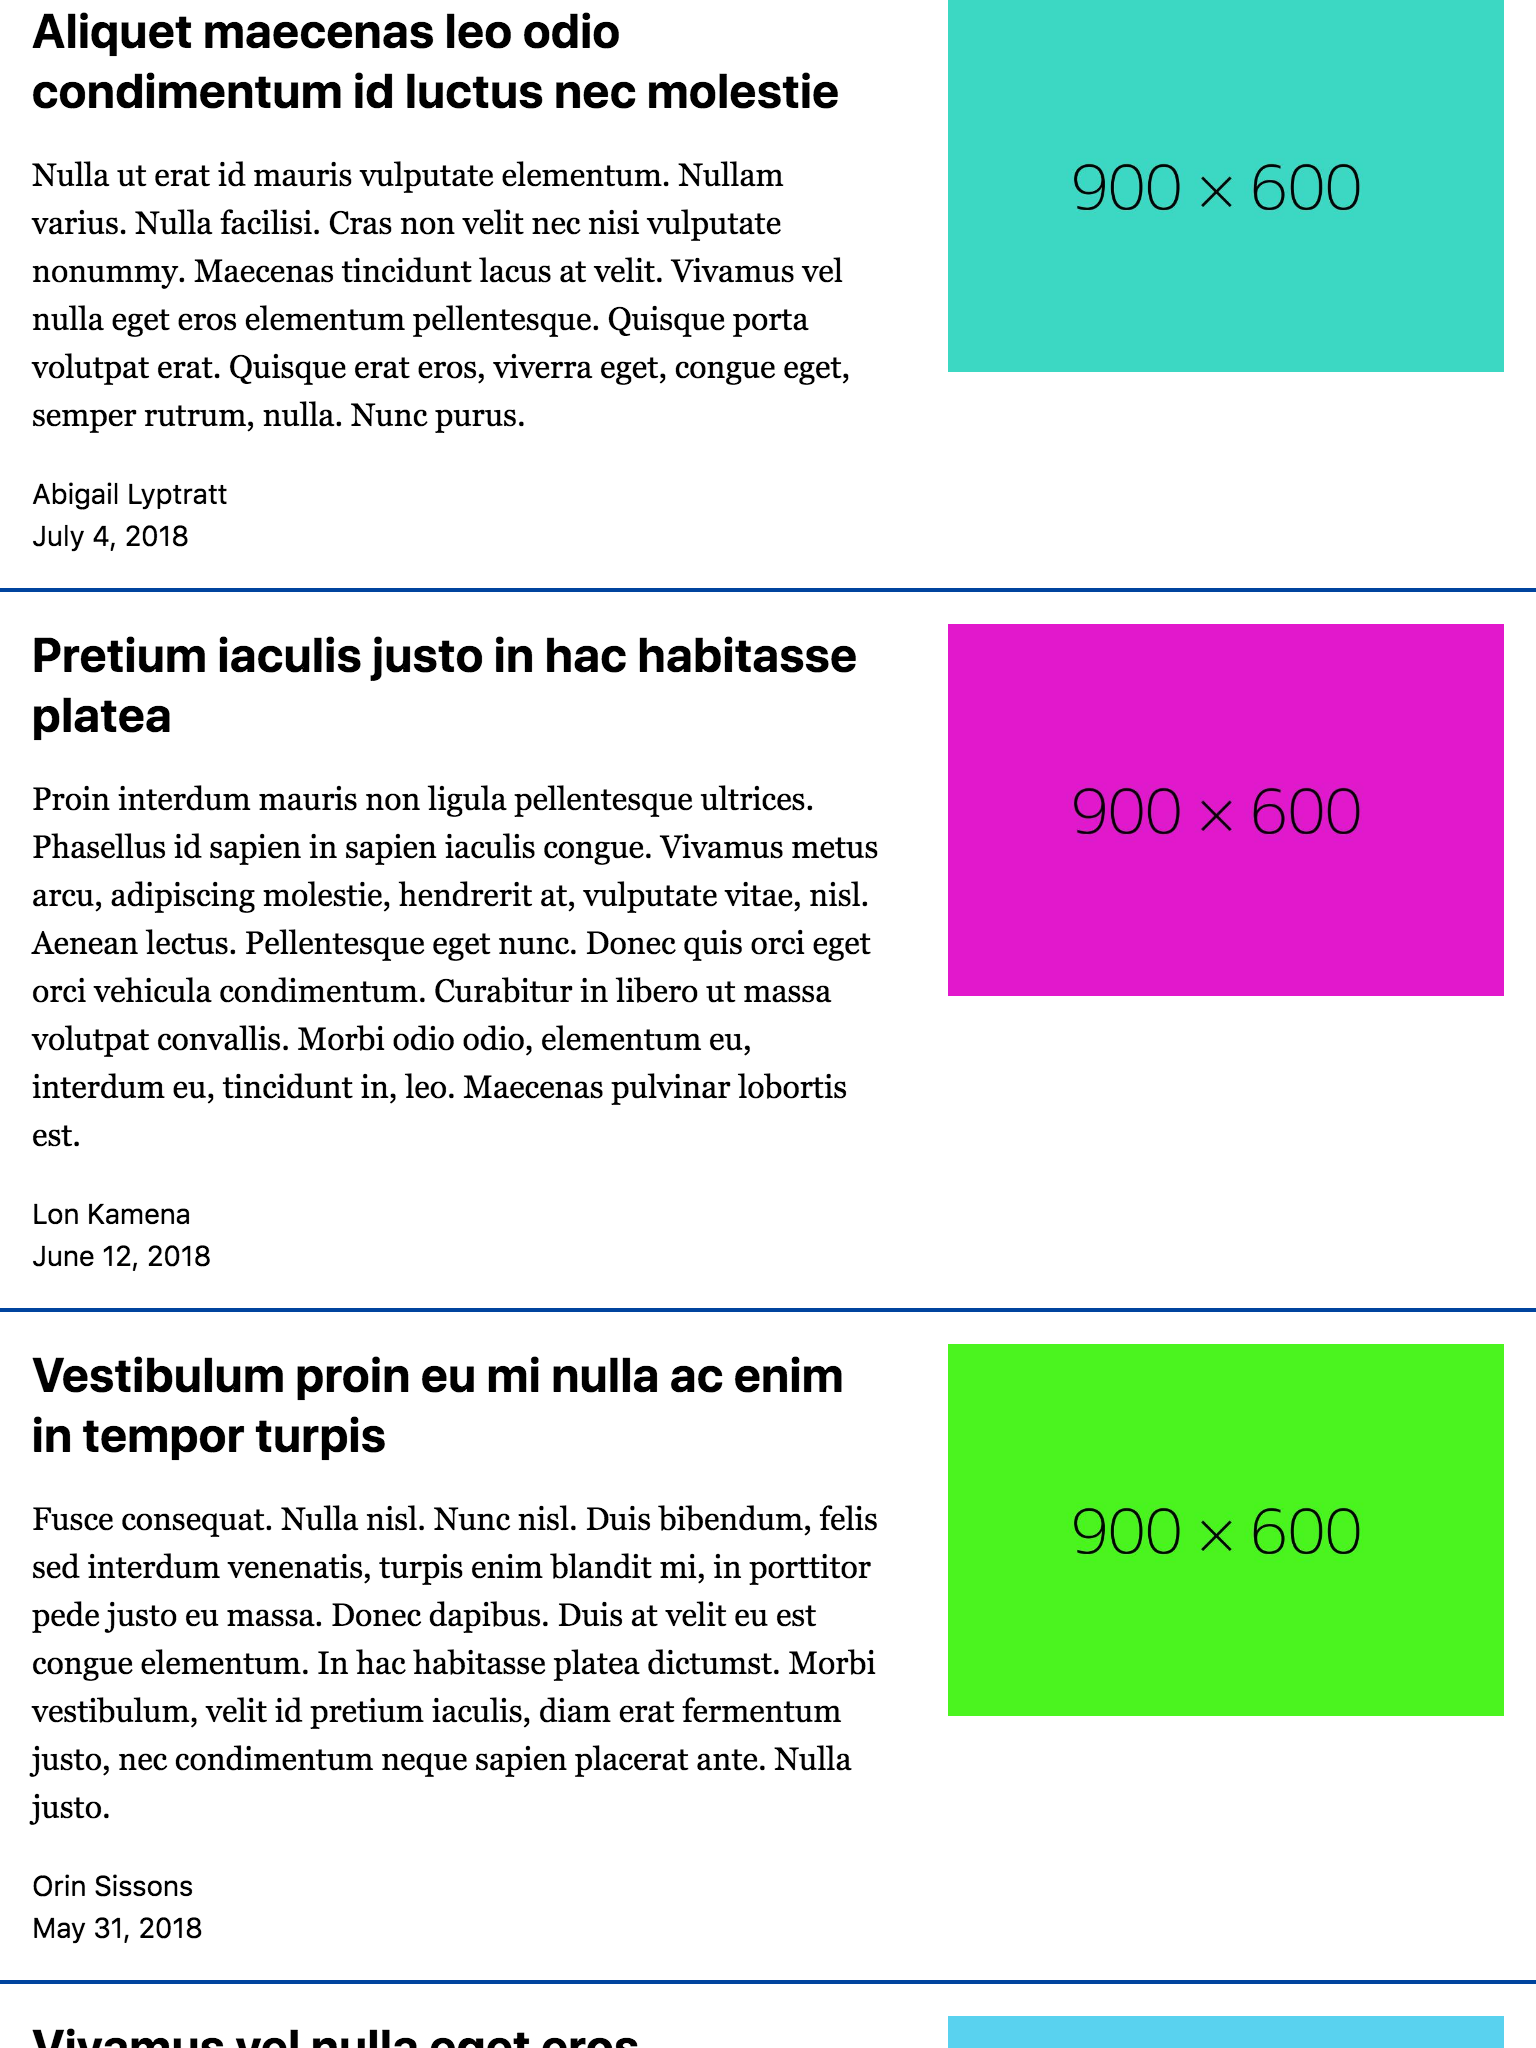 Aliquet maecenas leo odio
condimentum id luctus nec molestie
Nulla ut erat id mauris vulputate elementum. Nullam
varius. Nulla facilisi. Cras non velit nec nisi vulputate
nonummy. Maecenas tincidunt lacus at velit. Vivamus vel
nulla eget eros elementum pellentesque. Quisque porta
volutpat erat. Quisque erat eros, viverra eget, congue eget,
semper rutrum, nulla. Nunc purus.
Abigail Lyptratt
July 4, 2018
900 × 600
Pretium iaculis justo in hac habitasse
platea
Proin interdum mauris non ligula pellentesque ultrices.
Phasellus id sapien in sapien iaculis congue. Vivamus metus
arcu, adipiscing molestie, hendrerit at, vulputate vitae, nisl.
Aenean lectus. Pellentesque eget nunc. Donec quis orci eget
orci vehicula condimentum. Curabitur in libero ut massa
volutpat convallis. Morbi odio odio, elementum eu,
interdum eu, tincidunt in, leo. Maecenas pulvinar lobortis
est.
Lon Kamena
June 12, 2018
900 × 600
Vestibulum proin eu mi nulla ac enim
in tempor turpis
Fusce consequat. Nulla nisl. Nunc nisl. Duis bibendum, felis
sed interdum venenatis, turpis enim blandit mi, in porttitor
pede justo eu massa. Donec dapibus. Duis at velit eu est
congue elementum. In hac habitasse platea dictumst. Morbi
vestibulum, velit id pretium iaculis, diam erat fermentum
justo, nec condimentum neque sapien placerat ante. Nulla
justo.
Orin Sissons
May 31, 2018
900 × 600
Vivamus vel nulla eget eros